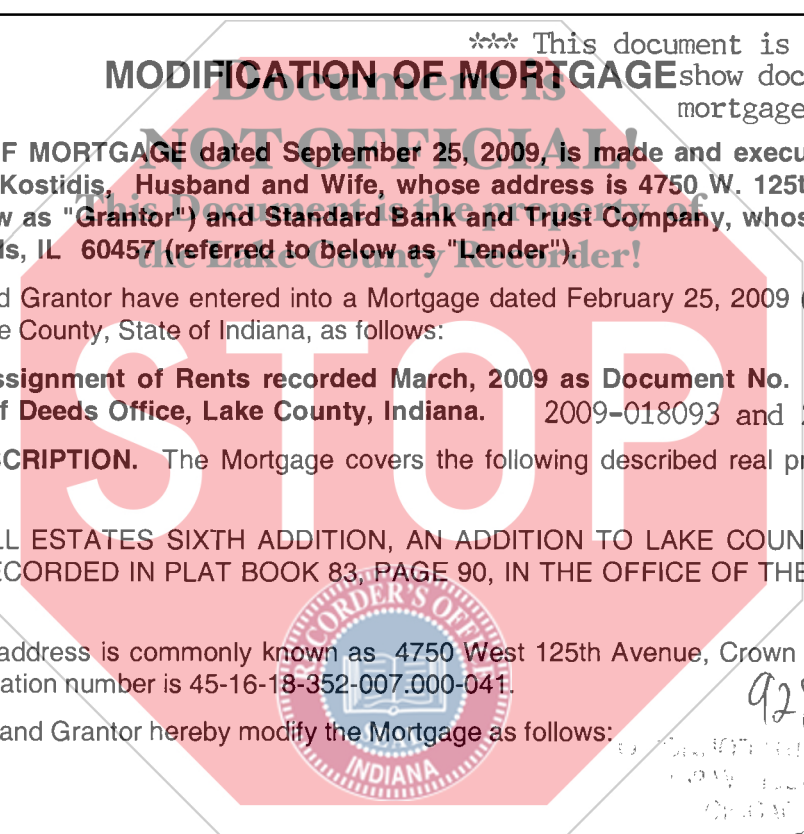 *** This document is
MODIFICATION OF MORTGAGE show doc
mortgage
Document is
NOT OFFICIAL!
This Document is the property of
the Lake County Recorder!
F MORTGAGE dated September 25, 2009, is made and execu
Kostidis, Husband and Wife, whose address is 4750 W. 125t
w as "Grantor") and Standard Bank and Trust Company, whos
ls, IL 60457 (referred to below as "Lender").
d Grantor have entered into a Mortgage dated February 25, 2009 (
e County, State of Indiana, as follows:
ssignment of Rents recorded March, 2009 as Document No.
f Deeds Office, Lake County, Indiana. 2009-018093 and 2
STOP
SCRIPTION. The Mortgage covers the following described real pr
LL ESTATES SIXTH ADDITION, AN ADDITION TO LAKE COUN
ECORDED IN PLAT BOOK 83, PAGE 90, IN THE OFFICE OF THE
RECORDER'S OFFICE
address is commonly known as 4750 West 125th Avenue, Crown
ation number is 45-16-18-352-007.000-041.
92
and Grantor hereby modify the Mortgage as follows:
INDIANA